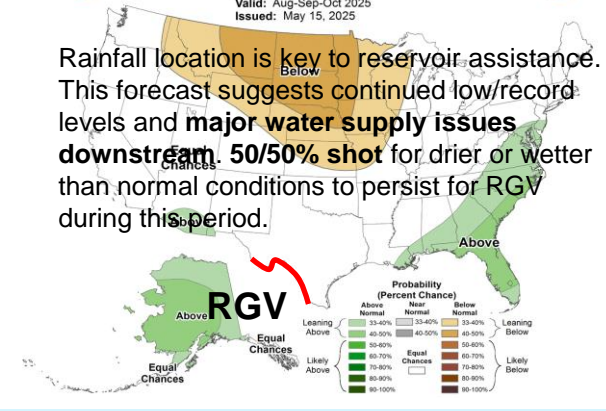 Valid: Aug-Sep-Oct 2025
Issued: May 15, 2025
Rainfall location is key to reservoir assistance.
This forecast suggests continued low/record
levels and major water supply issues
downstream. 50/50% shot for drier or wetter
than normal conditions to persist for RGV
during this period.
Below
Equal
Chances
Above
Above
Above
RGV
Equal
Chances
Equal
Chances
Probability
(Percent Chance)
Above Normal Near Normal Below Normal
Leaning Above 33-40% 33-40% 33-40% Leaning Below
40-50% 40-50% 40-50%
50-60% 50-60%
Likely Above 60-70% Equal Chances 60-70% Likely Below
70-80% 70-80%
80-90% 80-90%
90-100% 90-100%